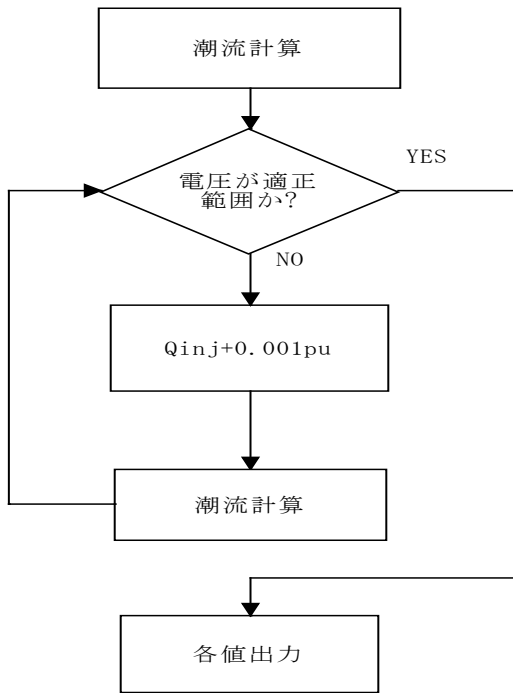 潮流計算
電圧が適正
範囲か?
YES
NO
Qinj+0.001pu
潮流計算
各値出力